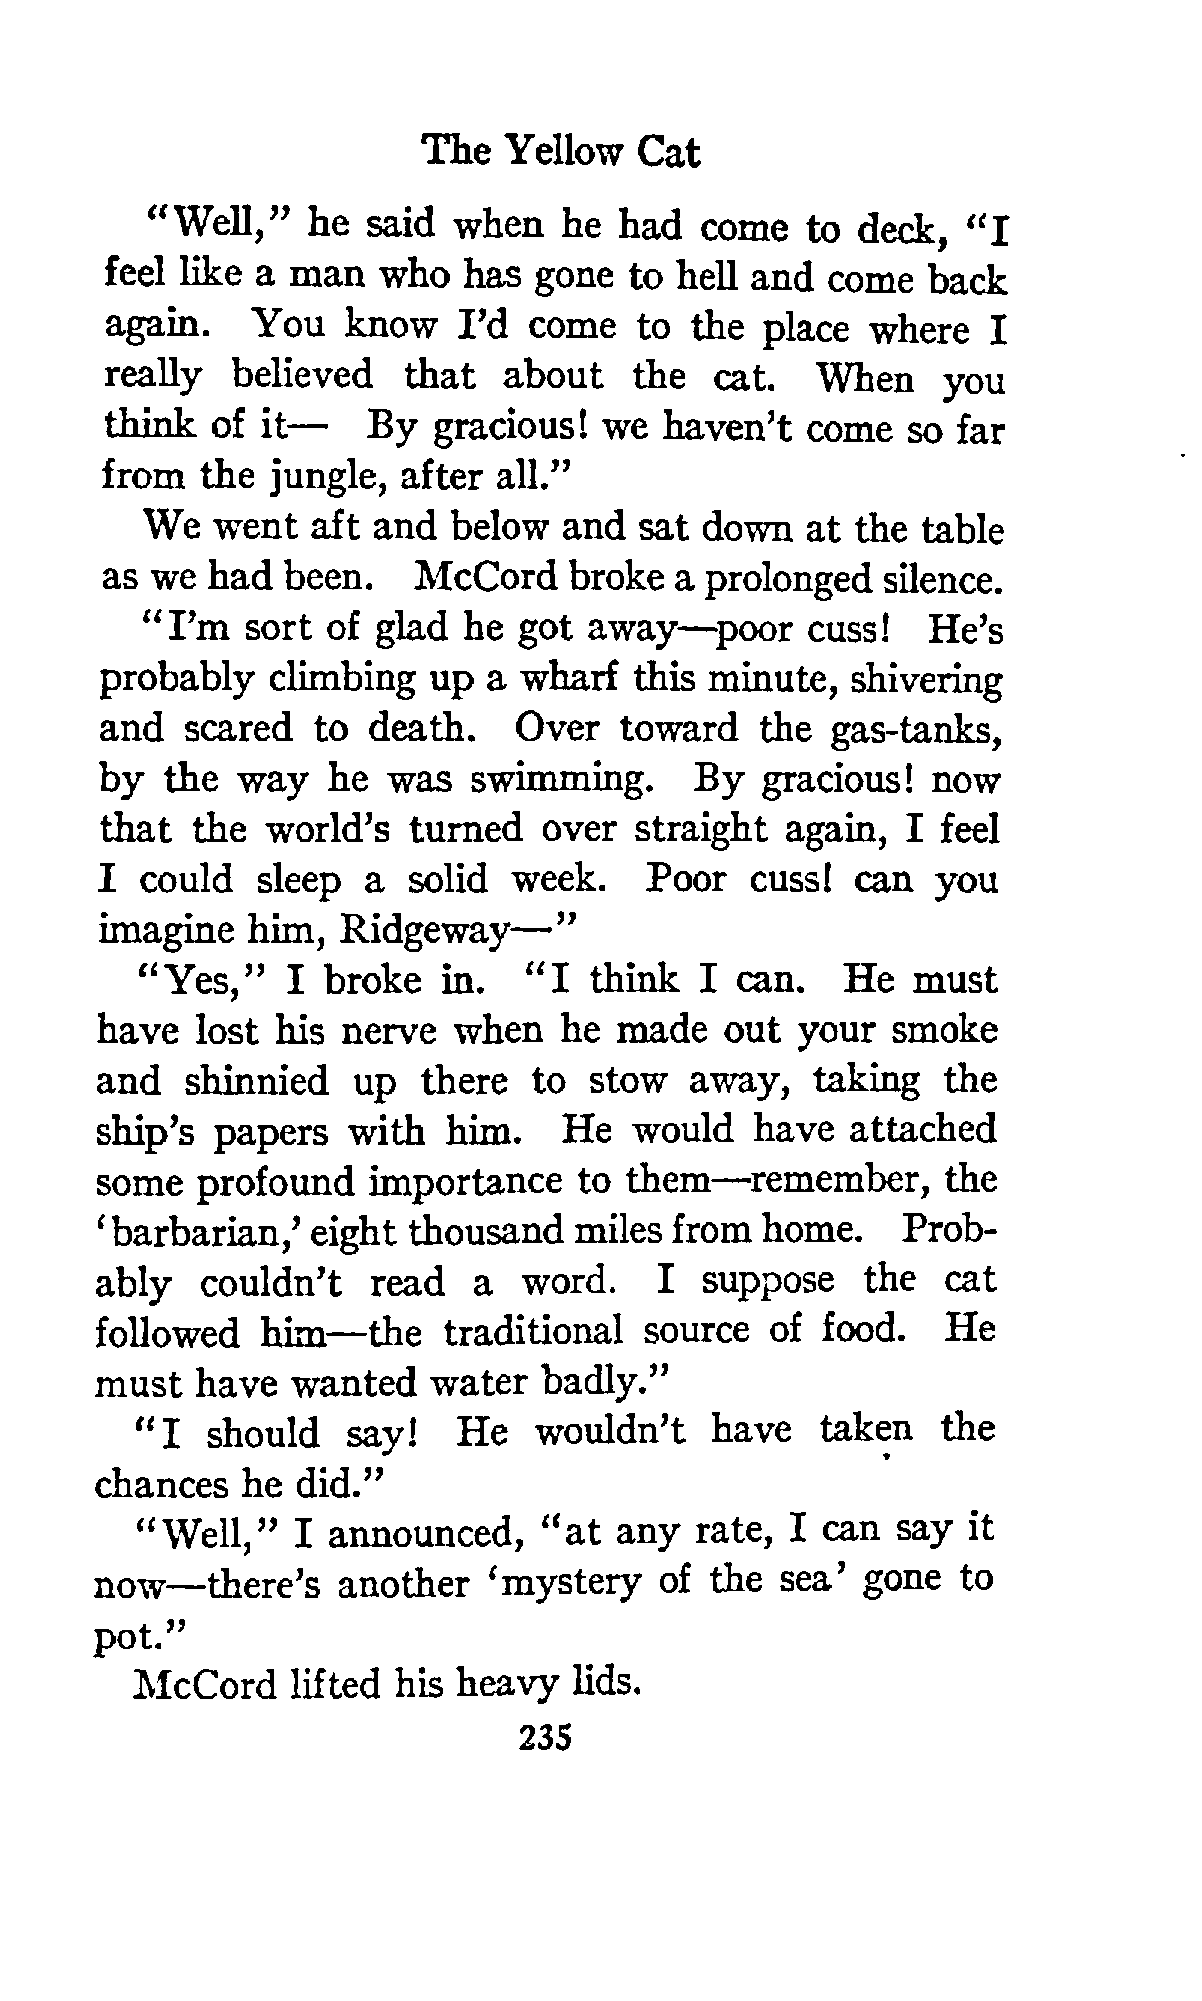 The Yellow Cat
"Well," he said when he had come to deck, "I
feel like a man who has gone to hell and come back
again. You know I'd come to the place where I
really believed that about the cat. When you
think of it— By gracious! we haven't come so far
from the jungle, after all."
We went aft and below and sat down at the table
as we had been. McCord broke a prolonged silence.
"I'm sort of glad he got away—poor cuss! He's
probably climbing up a wharf this minute, shivering
and scared to death. Over toward the gas-tanks,
by the way he was swimming. By gracious! now
that the world's turned over straight again, I feel
I could sleep a solid week. Poor cuss! can you
imagine him, Ridgeway—"
"Yes," I broke in. "I think I can. He must
have lost his nerve when he made out your smoke
and shinnied up there to stow away, taking the
ship's papers with him. He would have attached
some profound importance to them—remember, the
'barbarian,' eight thousand miles from home. Prob-
ably couldn't read a word. I suppose the cat
followed him—the traditional source of food. He
must have wanted water badly."
"I should say! He wouldn't have taken the
chances he did."
"Well," I announced, "at any rate, I can say it
now—there's another 'mystery of the sea' gone to
pot."
McCord lifted his heavy lids.
235